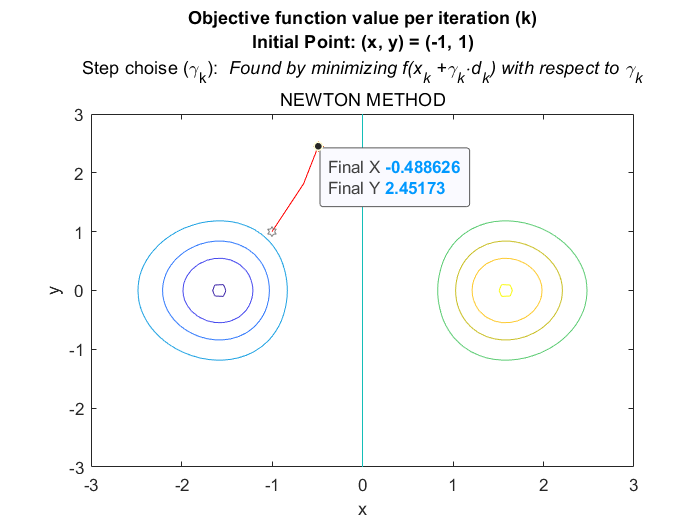 Objective function value per iteration (k)
Initial Point: (x, y) = (-1, 1)
Step choise (γk): Found by minimizing f(xk +γk·dk) with respect to γk
NEWTON METHOD
3
2
1
0
-1
-2
-3
y
Final X -0.488626
Final Y 2.45173
-3 -2 -1 0 1 2 3
x